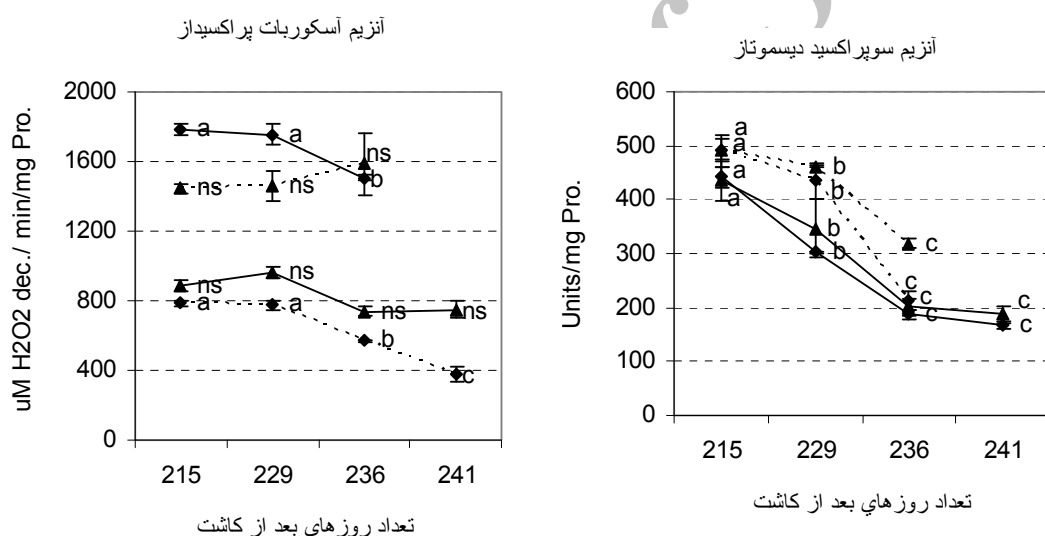 آنزیم آسکوربات پراکسیداز
uM H2O2 dec./ min/mg Pro.
2000
1600
1200
800
400
0
a
a
b
ns
ns
ns
ns
ns
ns
ns
a
a
b
c
215 229 236 241
تعداد روزهاي بعد از کاشت
آنزیم سوپراکسید دیسموتاز
Units/mg Pro.
600
500
400
300
200
100
0
a
a
a
a
b
b
b
b
c
c
c
c
c
c
215 229 236 241
تعداد روزهاي بعد از کاشت